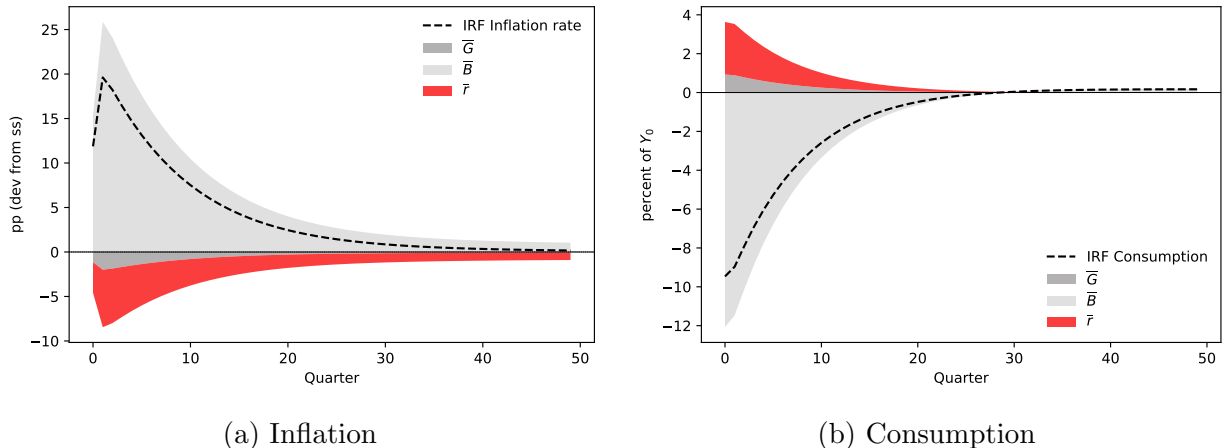 25
20
15
10
5
0
−5
−10
pp (dev from ss)
IRF Inflation rate
G̅
B̅
r̅
0
10
20
30
40
50
Quarter
(a) Inflation
4
2
0
−2
−4
−6
−8
−10
−12
percent of Y₀
IRF Consumption
G̅
B̅
r̅
0
10
20
30
40
50
Quarter
(b) Consumption